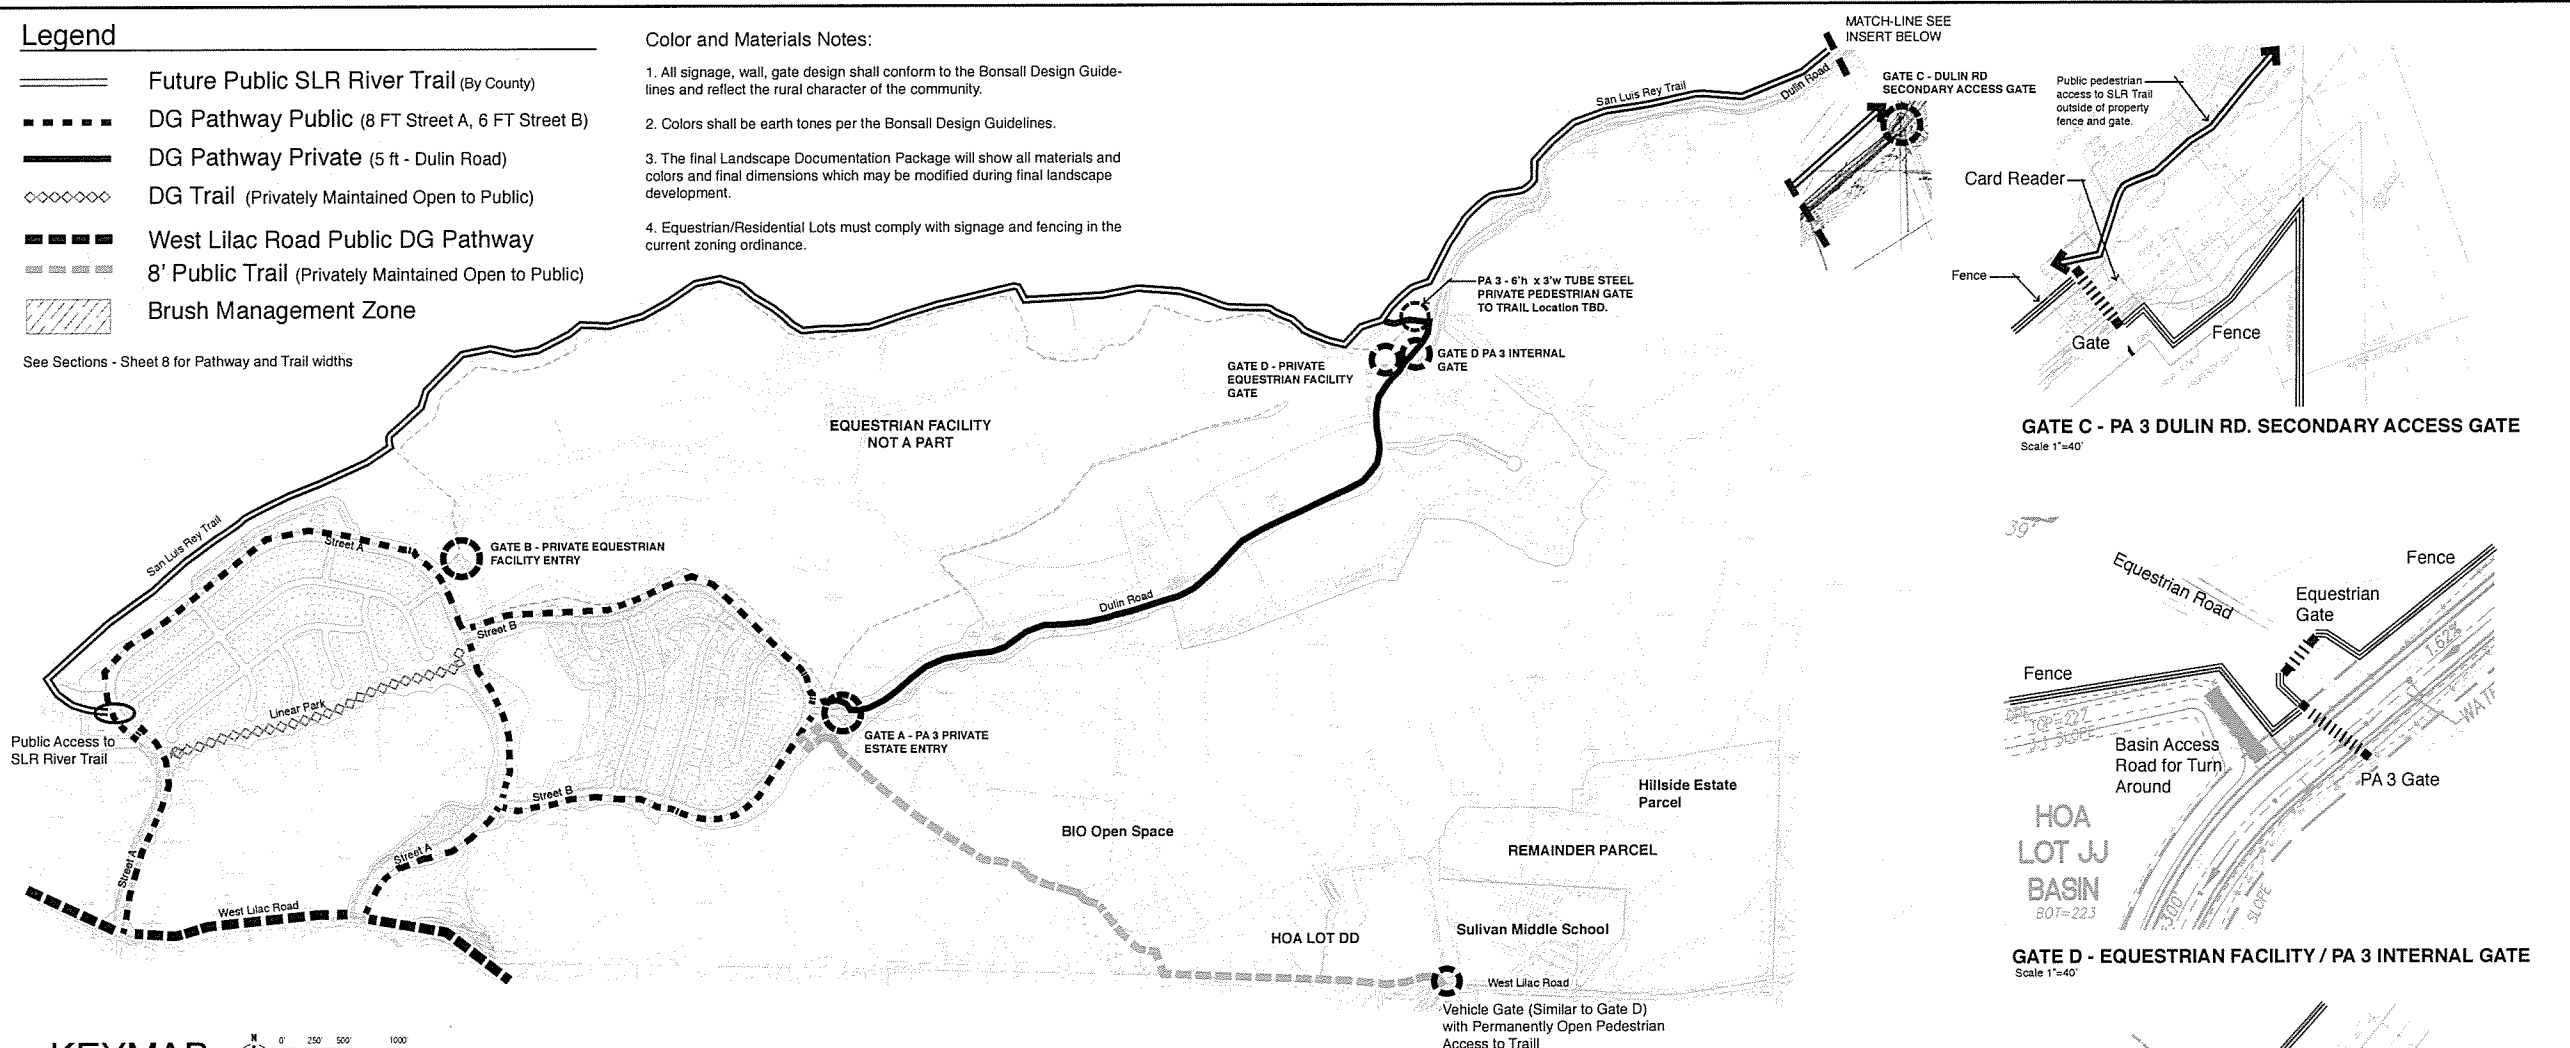 Legend
Future Public SLR River Trail (By County)
DG Pathway Public (8 FT Street A, 6 FT Street B)
DG Pathway Private (5 ft - Dulin Road)
DG Trail (Privately Maintained Open to Public)
West Lilac Road Public DG Pathway
8' Public Trail (Privately Maintained Open to Public)
Brush Management Zone
See Sections - Sheet 8 for Pathway and Trail widths
Color and Materials Notes:
1. All signage, wall, gate design shall conform to the Bonsall Design Guide-
lines and reflect the rural character of the community.
2. Colors shall be earth tones per the Bonsall Design Guidelines.
3. The final Landscape Documentation Package will show all materials and
colors and final dimensions which may be modified during final landscape
development.
4. Equestrian/Residential Lots must comply with signage and fencing in the
current zoning ordinance.
MATCH-LINE SEE
INSERT BELOW
San Luis Rey Trail
Dulin Road
GATE C - DULIN RD
SECONDARY ACCESS GATE
PA 3 - 6'h x 3'w TUBE STEEL
PRIVATE PEDESTRIAN GATE
TO TRAIL Location TBD.
GATE D PA 3 INTERNAL
GATE
GATE D - PRIVATE
EQUESTRIAN FACILITY
GATE
EQUESTRIAN FACILITY
NOT A PART
San Luis Rey Trail
Street A
GATE B - PRIVATE EQUESTRIAN
FACILITY ENTRY
Street B
Dulin Road
Linear Park
Public Access to
SLR River Trail
GATE A - PA 3 PRIVATE
ESTATE ENTRY
Street B
Street A
Street A
West Lilac Road
BIO Open Space
Hillside Estate
Parcel
REMAINDER PARCEL
HOA LOT DD
Sulivan Middle School
West Lilac Road
Vehicle Gate (Similar to Gate D)
with Permanently Open Pedestrian
Access to Traill
KEYMAP
N
0' 250' 500' 1000'
Public pedestrian
access to SLR Trail
outside of property
fence and gate.
Card Reader
Fence
Gate
Fence
GATE C - PA 3 DULIN RD. SECONDARY ACCESS GATE
Scale 1"=40'
39'
Equestrian Road
Fence
Equestrian
Gate
1.62%
Fence
TOP=227
SLOPE
Basin Access
Road for Turn
Around
PA 3 Gate
HOA
LOT JJ
BASIN
BOT=223
300'
SLOPE
GATE D - EQUESTRIAN FACILITY / PA 3 INTERNAL GATE
Scale 1"=40'